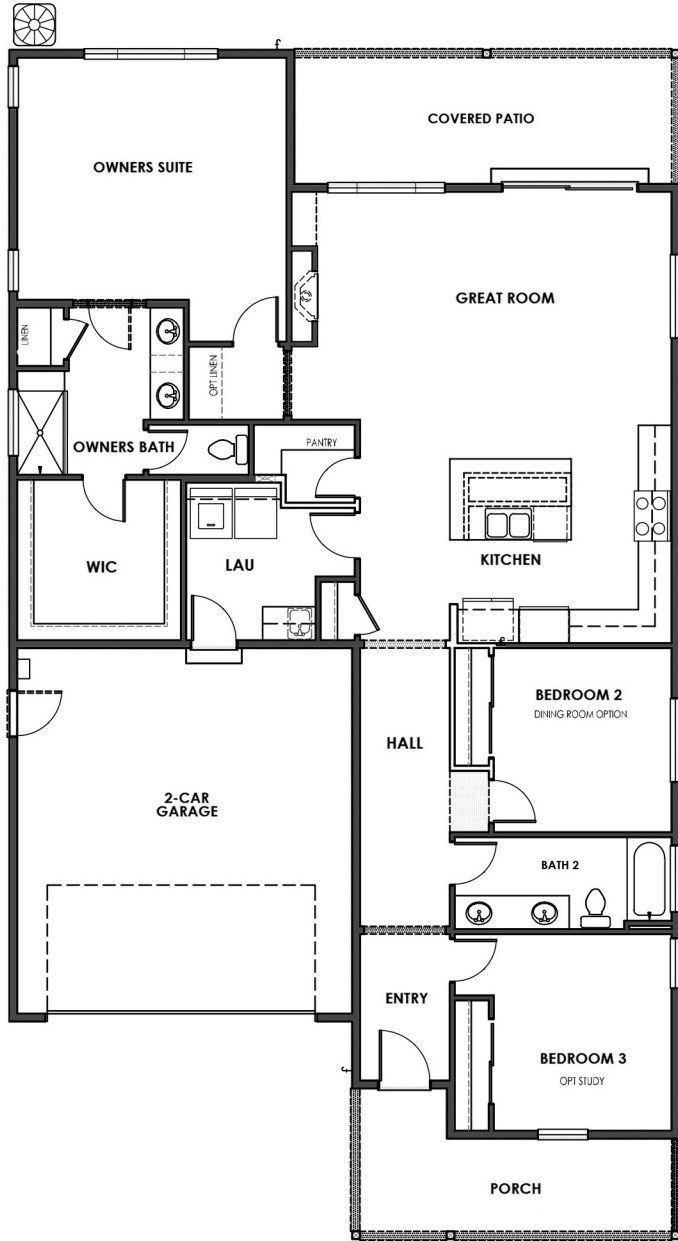 COVERED PATIO
OWNERS SUITE
GREAT ROOM
LINEN
OPT LINEN
OWNERS BATH
PANTRY
KITCHEN
WIC
LAU
BEDROOM 2
DINING ROOM OPTION
HALL
2-CAR
GARAGE
BATH 2
ENTRY
BEDROOM 3
OPT STUDY
PORCH